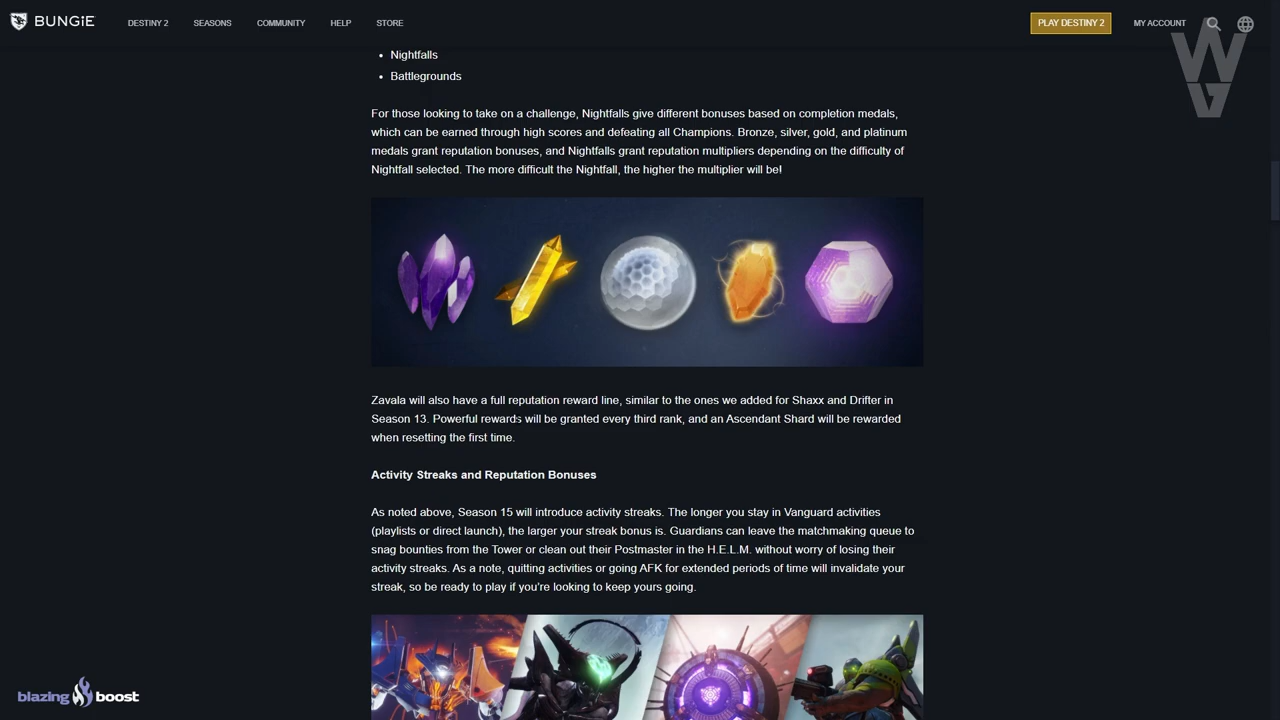 BUNGiE
DESTINY 2
SEASONS
COMMUNITY
HELP
STORE
PLAY DESTINY 2
MY ACCOUNT
• Nightfalls
• Battlegrounds
For those looking to take on a challenge, Nightfalls give different bonuses based on completion medals,
which can be earned through high scores and defeating all Champions. Bronze, silver, gold, and platinum
medals grant reputation bonuses, and Nightfalls grant reputation multipliers depending on the difficulty of
Nightfall selected. The more difficult the Nightfall, the higher the multiplier will be!
Zavala will also have a full reputation reward line, similar to the ones we added for Shaxx and Drifter in
Season 13. Powerful rewards will be granted every third rank, and an Ascendant Shard will be rewarded
when resetting the first time.
Activity Streaks and Reputation Bonuses
As noted above, Season 15 will introduce activity streaks. The longer you stay in Vanguard activities
(playlists or direct launch), the larger your streak bonus is. Guardians can leave the matchmaking queue to
snag bounties from the Tower or clean out their Postmaster in the H.E.L.M. without worry of losing their
activity streaks. As a note, quitting activities or going AFK for extended periods of time will invalidate your
streak, so be ready to play if you're looking to keep yours going.
blazing boost